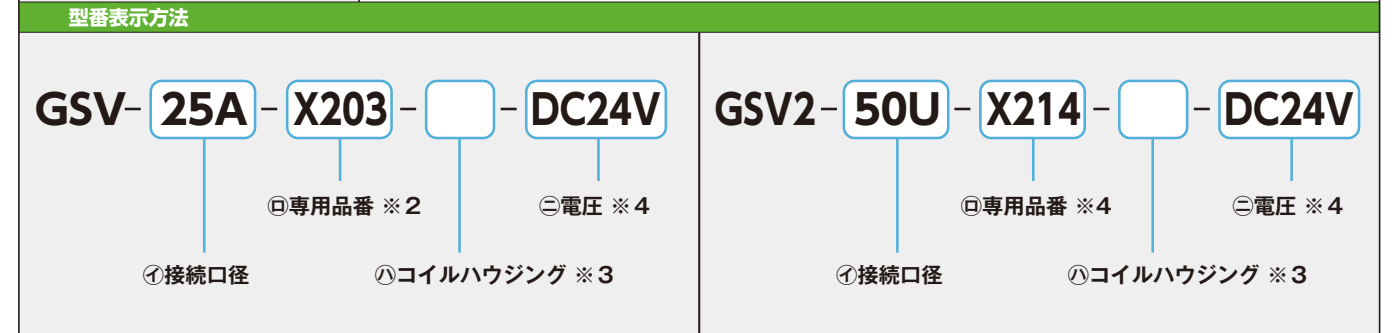 型番表示方法
GSV-25A-X203- -DC24V
㋺専用品番 ※2
㋥電圧 ※4
㋑接続口径
㋩コイルハウジング ※3
GSV2-50U-X214- -DC24V
㋺専用品番 ※4
㋥電圧 ※4
㋑接続口径
㋩コイルハウジング ※3